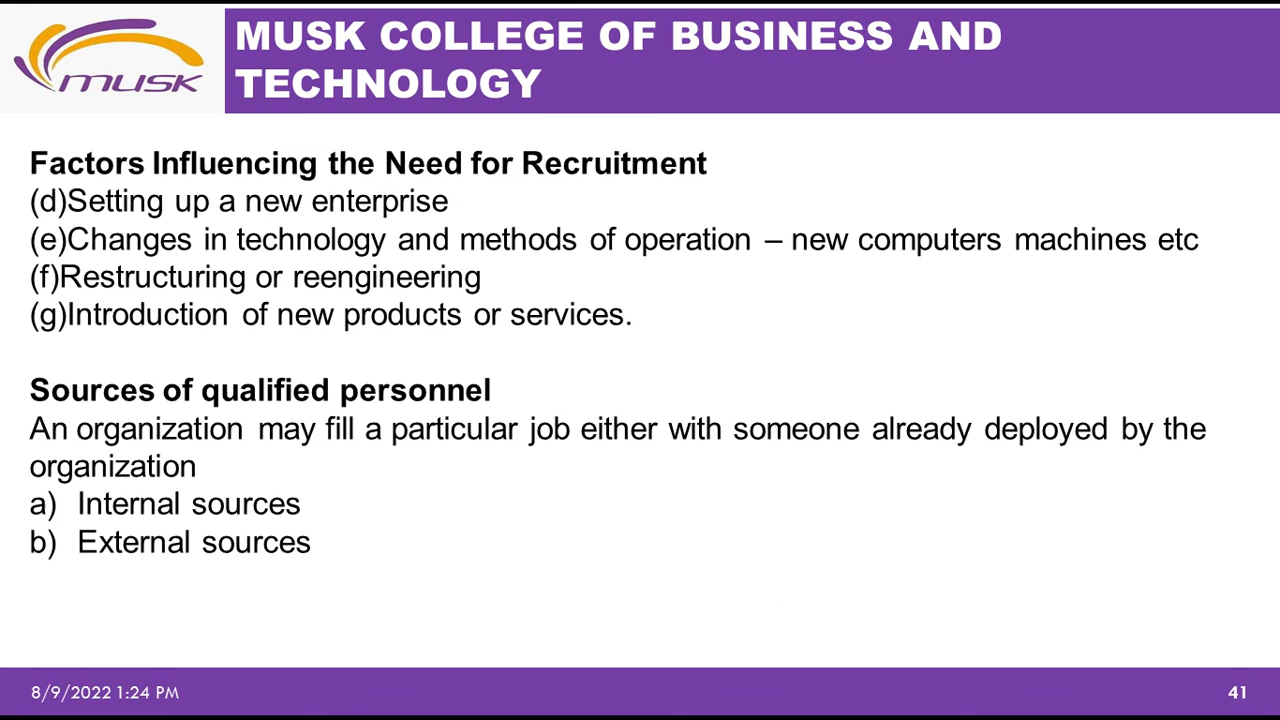 musk
MUSK COLLEGE OF BUSINESS AND
TECHNOLOGY
Factors Influencing the Need for Recruitment
(d)Setting up a new enterprise
(e)Changes in technology and methods of operation – new computers machines etc
(f)Restructuring or reengineering
(g)Introduction of new products or services.
Sources of qualified personnel
An organization may fill a particular job either with someone already deployed by the
organization
a) Internal sources
b) External sources
8/9/2022 1:24 PM
41